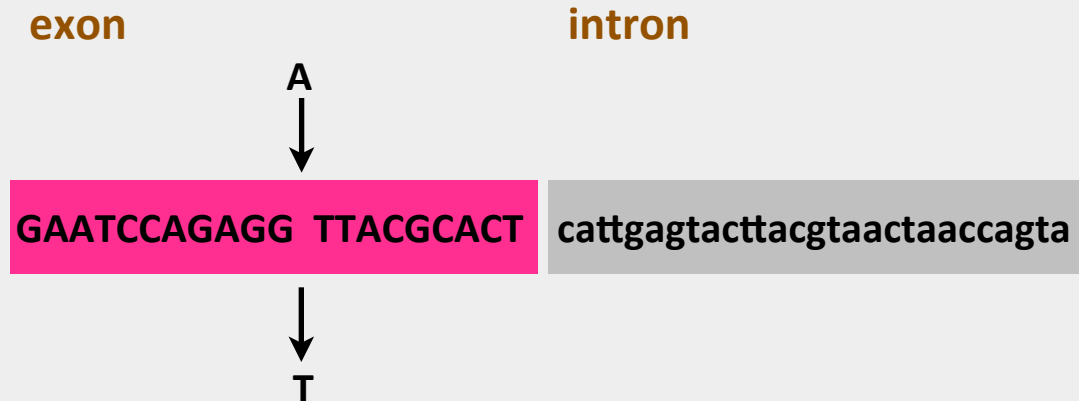 exon intron
A
GAATCCAGAGG TTACGCACT cattgagtacttacgtaactaaccagta
T